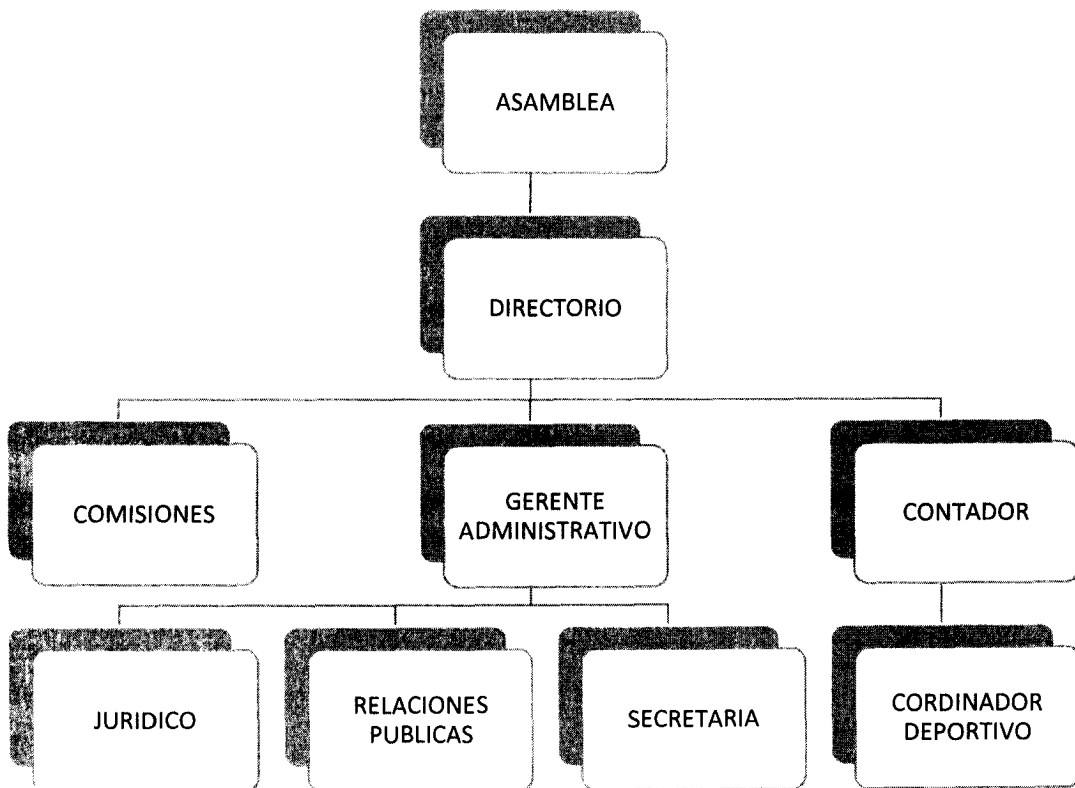 ASAMBLEA
DIRECTORIO
COMISIONES
GERENTE
ADMINISTRATIVO
CONTADOR
JURIDICO
RELACIONES
PUBLICAS
SECRETARIA
CORDINADOR
DEPORTIVO